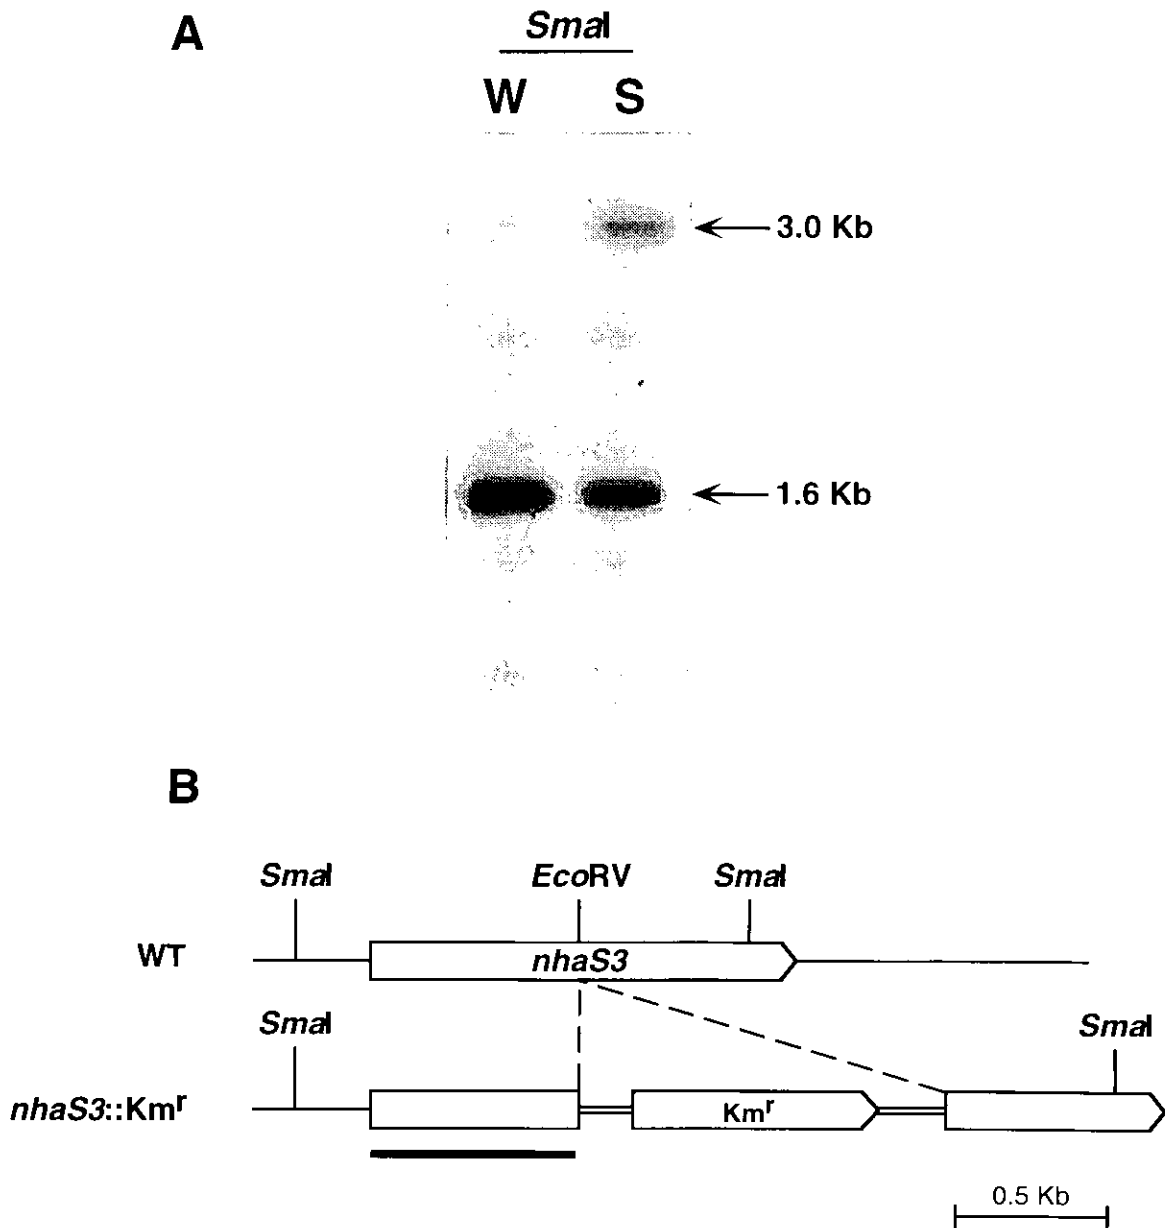 A
SmaI
W S
3.0 Kb
1.6 Kb
B
SmaI EcoRV SmaI
WT nhaS3
SmaI SmaI
nhaS3::Kmr Kmr
0.5 Kb